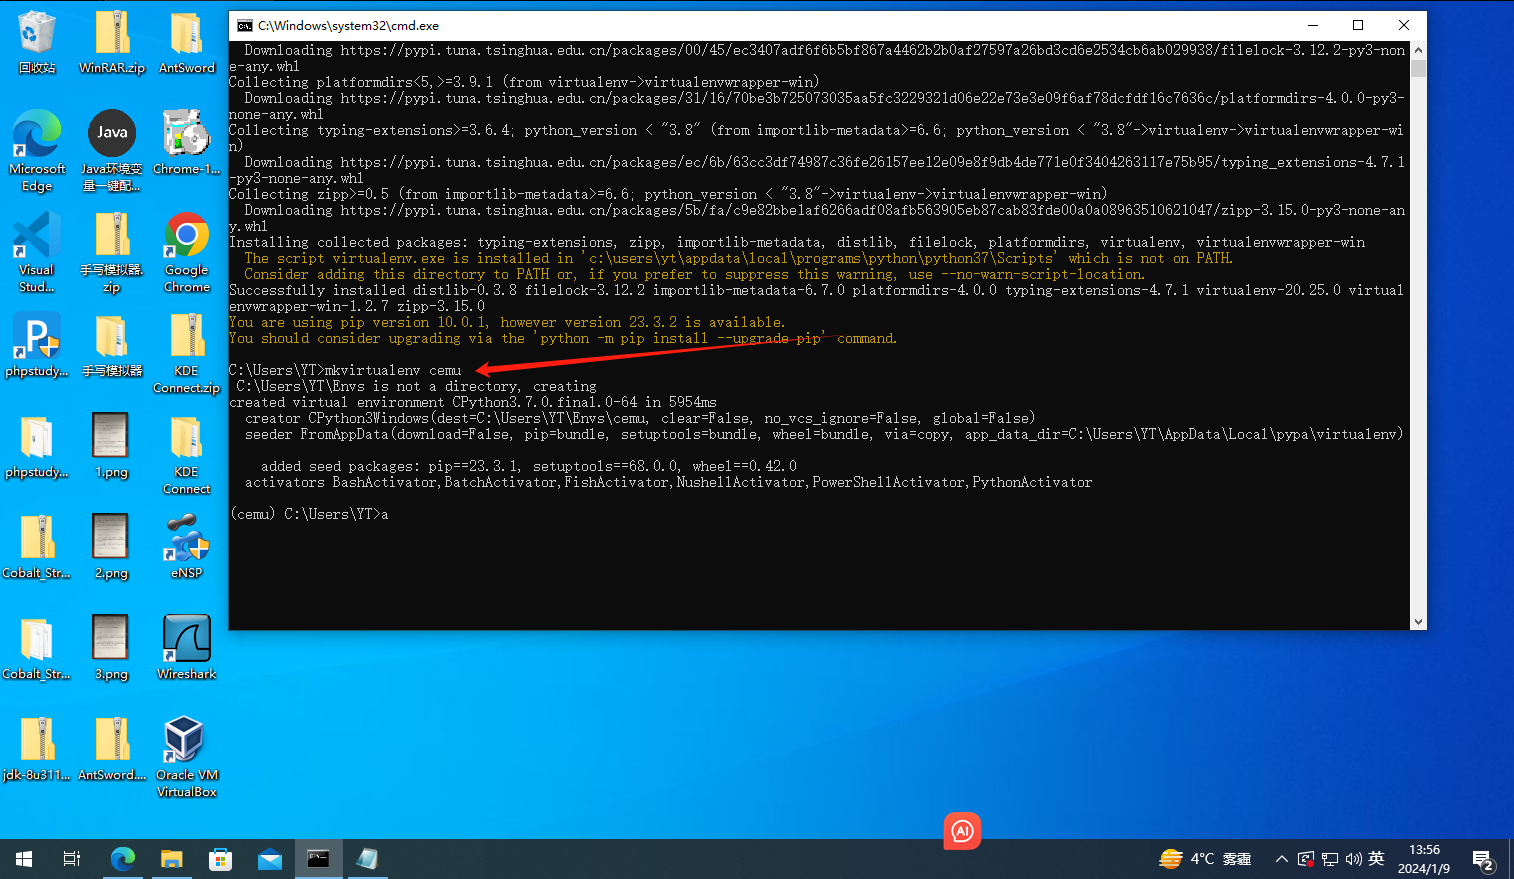 回收站
WinRAR.zip
AntSword
Microsoft
Edge
Java
Java环境变
量一键配...
Chrome-1...
Visual
Stud...
手写模拟器.
zip
Google
Chrome
phpstudy...
手写模拟器
KDE
Connect.zip
phpstudy...
1.png
KDE
Connect
Cobalt_Str...
2.png
eNSP
Cobalt_Str...
3.png
Wireshark
jdk-8u311...
AntSword....
Oracle VM
VirtualBox
C:\Windows\system32\cmd.exe
Downloading https://pypi.tuna.tsinghua.edu.cn/packages/00/45/ec3407adf6f6b5bf867a4462b2b0af27597a26bd3cd6e2534cb6ab029938/filelock-3.12.2-py3-non
e-any.whl
Collecting platformdirs<5,>=3.9.1 (from virtualenv->virtualenvwrapper-win)
Downloading https://pypi.tuna.tsinghua.edu.cn/packages/31/16/70be3b725073035aa5fc3229321d06e22e73e3e09f6af78dcfdf16c7636c/platformdirs-4.0.0-py3-
none-any.whl
Collecting typing-extensions>=3.6.4; python_version < "3.8" (from importlib-metadata>=6.6; python_version < "3.8"->virtualenv->virtualenvwrapper-wi
n)
Downloading https://pypi.tuna.tsinghua.edu.cn/packages/ec/6b/63cc3df74987c36fe26157ee12e09e8f9db4de771e0f3404263117e75b95/typing_extensions-4.7.1
-py3-none-any.whl
Collecting zipp>=0.5 (from importlib-metadata>=6.6; python_version < "3.8"->virtualenv->virtualenvwrapper-win)
Downloading https://pypi.tuna.tsinghua.edu.cn/packages/5b/fa/c9e82bbe1af6266adf08afb563905eb87cab83fde00a0a08963510621047/zipp-3.15.0-py3-none-an
y.whl
Installing collected packages: typing-extensions, zipp, importlib-metadata, distlib, filelock, platformdirs, virtualenv, virtualenvwrapper-win
The script virtualenv.exe is installed in 'c:\users\yt\appdata\local\programs\python\python37\Scripts' which is not on PATH.
Consider adding this directory to PATH or, if you prefer to suppress this warning, use --no-warn-script-location.
Successfully installed distlib-0.3.8 filelock-3.12.2 importlib-metadata-6.7.0 platformdirs-4.0.0 typing-extensions-4.7.1 virtualenv-20.25.0 virtual
envwrapper-win-1.2.7 zipp-3.15.0
You are using pip version 10.0.1, however version 23.3.2 is available.
You should consider upgrading via the 'python -m pip install --upgrade pip' command.
C:\Users\YT>mkvirtualenv cemu
C:\Users\YT\Envs is not a directory, creating
created virtual environment CPython3.7.0.final.0-64 in 5954ms
creator CPython3Windows(dest=C:\Users\YT\Envs\cemu, clear=False, no_vcs_ignore=False, global=False)
seeder FromAppData(download=False, pip=bundle, setuptools=bundle, wheel=bundle, via=copy, app_data_dir=C:\Users\YT\AppData\Local\pypa\virtualenv)
added seed packages: pip==23.3.1, setuptools==68.0.0, wheel==0.42.0
activators BashActivator,BatchActivator,FishActivator,NushellActivator,PowerShellActivator,PythonActivator
(cemu) C:\Users\YT>a
AI
4°C 雾霾
英
13:56
2024/1/9
2